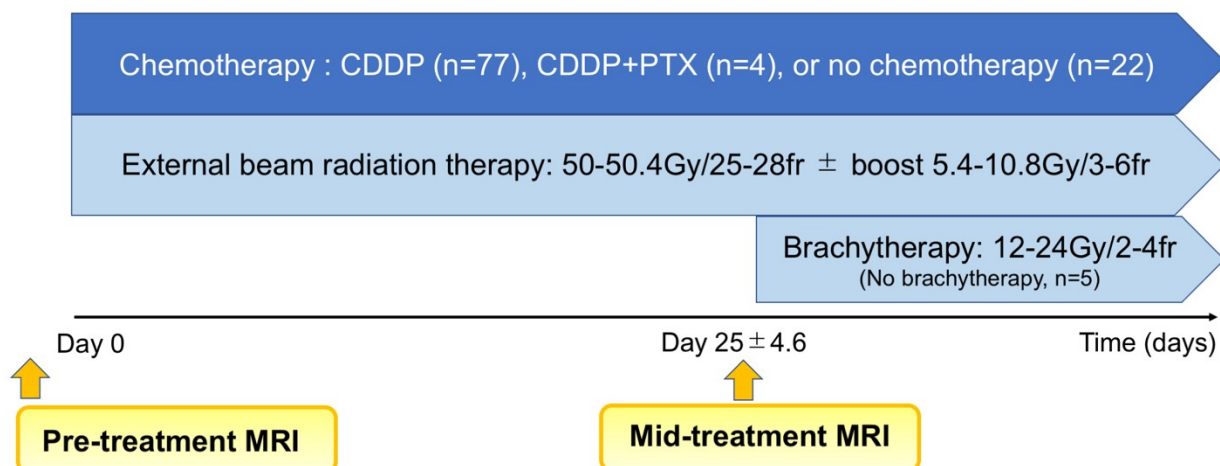 Chemotherapy : CDDP (n=77), CDDP+PTX (n=4), or no chemotherapy (n=22)
External beam radiation therapy: 50-50.4Gy/25-28fr ± boost 5.4-10.8Gy/3-6fr
Brachytherapy: 12-24Gy/2-4fr
(No brachytherapy, n=5)
Day 0
Day 25±4.6
Time (days)
Pre-treatment MRI
Mid-treatment MRI